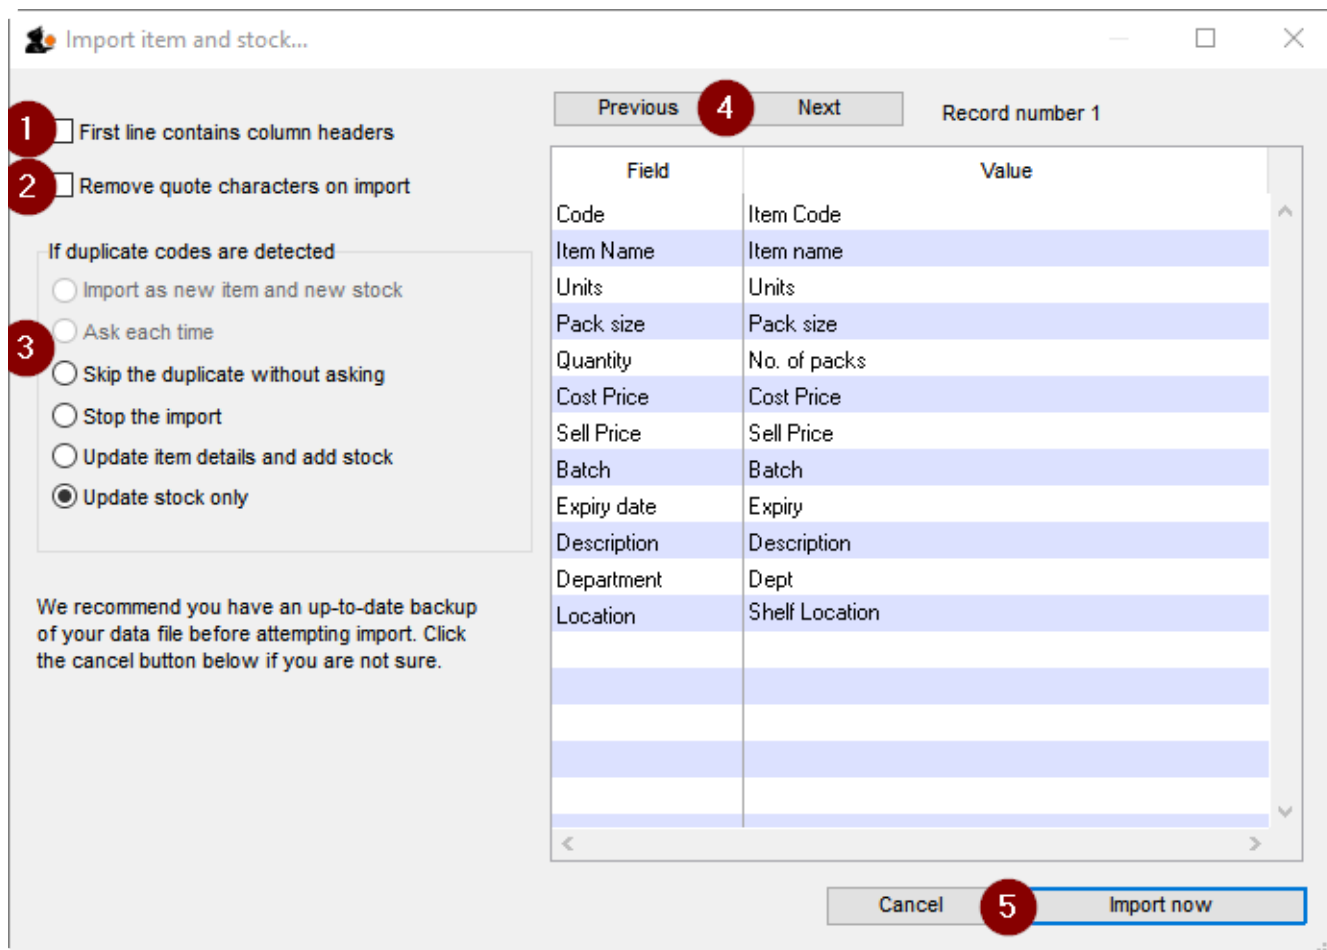 Import item and stock...
1 First line contains column headers
2 Remove quote characters on import
If duplicate codes are detected
Import as new item and new stock
Ask each time
3
Skip the duplicate without asking
Stop the import
Update item details and add stock
Update stock only
We recommend you have an up-to-date backup
of your data file before attempting import. Click
the cancel button below if you are not sure.
Previous 4 Next Record number 1
Field Value
Code Item Code
Item Name Item name
Units Units
Pack size Pack size
Quantity No. of packs
Cost Price Cost Price
Sell Price Sell Price
Batch Batch
Expiry date Expiry
Description Description
Department Dept
Location Shelf Location
Cancel 5 Import now